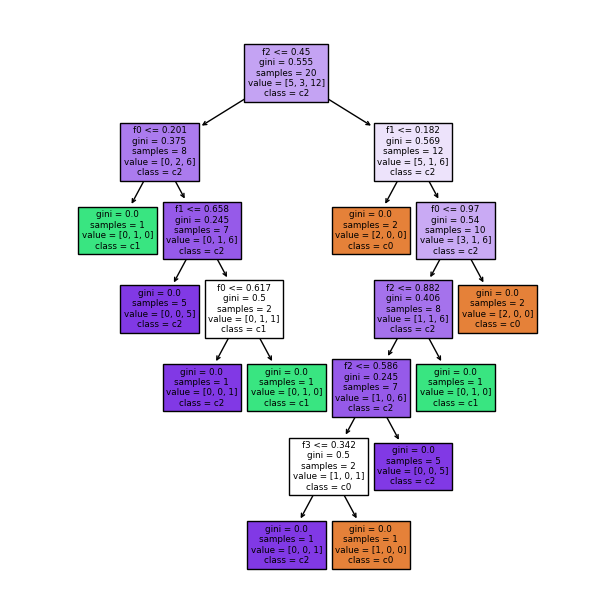 f2 <= 0.45
gini = 0.555
samples = 20
value = [5, 3, 12]
class = c2
f0 <= 0.201
gini = 0.375
samples = 8
value = [0, 2, 6]
class = c2
f1 <= 0.182
gini = 0.569
samples = 12
value = [5, 1, 6]
class = c2
gini = 0.0
samples = 1
value = [0, 1, 0]
class = c1
f1 <= 0.658
gini = 0.245
samples = 7
value = [0, 1, 6]
class = c2
gini = 0.0
samples = 2
value = [2, 0, 0]
class = c0
f0 <= 0.97
gini = 0.54
samples = 10
value = [3, 1, 6]
class = c2
gini = 0.0
samples = 5
value = [0, 0, 5]
class = c2
f0 <= 0.617
gini = 0.5
samples = 2
value = [0, 1, 1]
class = c1
f2 <= 0.882
gini = 0.406
samples = 8
value = [1, 1, 6]
class = c2
gini = 0.0
samples = 2
value = [2, 0, 0]
class = c0
gini = 0.0
samples = 1
value = [0, 0, 1]
class = c2
gini = 0.0
samples = 1
value = [0, 1, 0]
class = c1
f2 <= 0.586
gini = 0.245
samples = 7
value = [1, 0, 6]
class = c2
gini = 0.0
samples = 1
value = [0, 1, 0]
class = c1
f3 <= 0.342
gini = 0.5
samples = 2
value = [1, 0, 1]
class = c0
gini = 0.0
samples = 5
value = [0, 0, 5]
class = c2
gini = 0.0
samples = 1
value = [0, 0, 1]
class = c2
gini = 0.0
samples = 1
value = [1, 0, 0]
class = c0